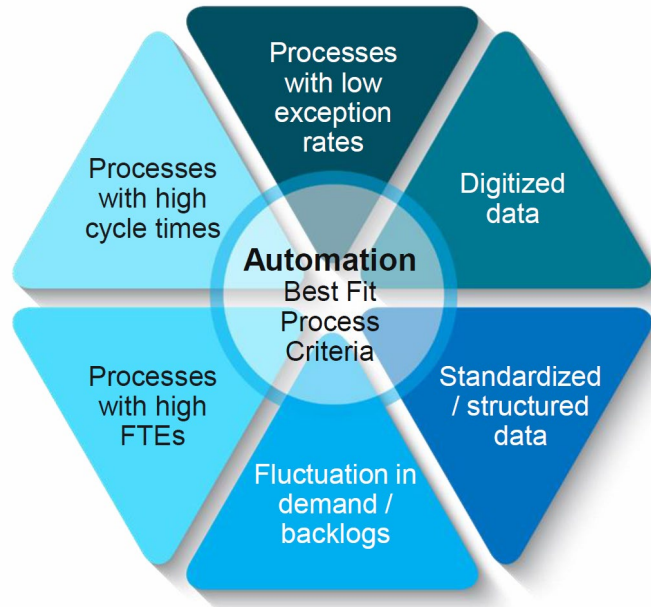 Processes
with low
exception
rates
Digitized
data
Standardized
/ structured
data
Fluctuation in
demand /
backlogs
Processes
with high
FTEs
Processes
with high
cycle times
Automation
Best Fit
Process
Criteria